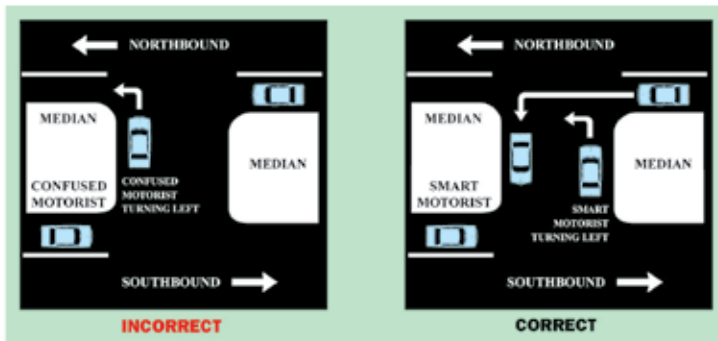 NORTHBOUND
MEDIAN
CONFUSED
MOTORIST
CONFUSED
MOTORIST
TURNING LEFT
MEDIAN
SOUTHBOUND
INCORRECT
NORTHBOUND
MEDIAN
SMART
MOTORIST
SMART
MOTORIST
TURNING LEFT
MEDIAN
SOUTHBOUND
CORRECT